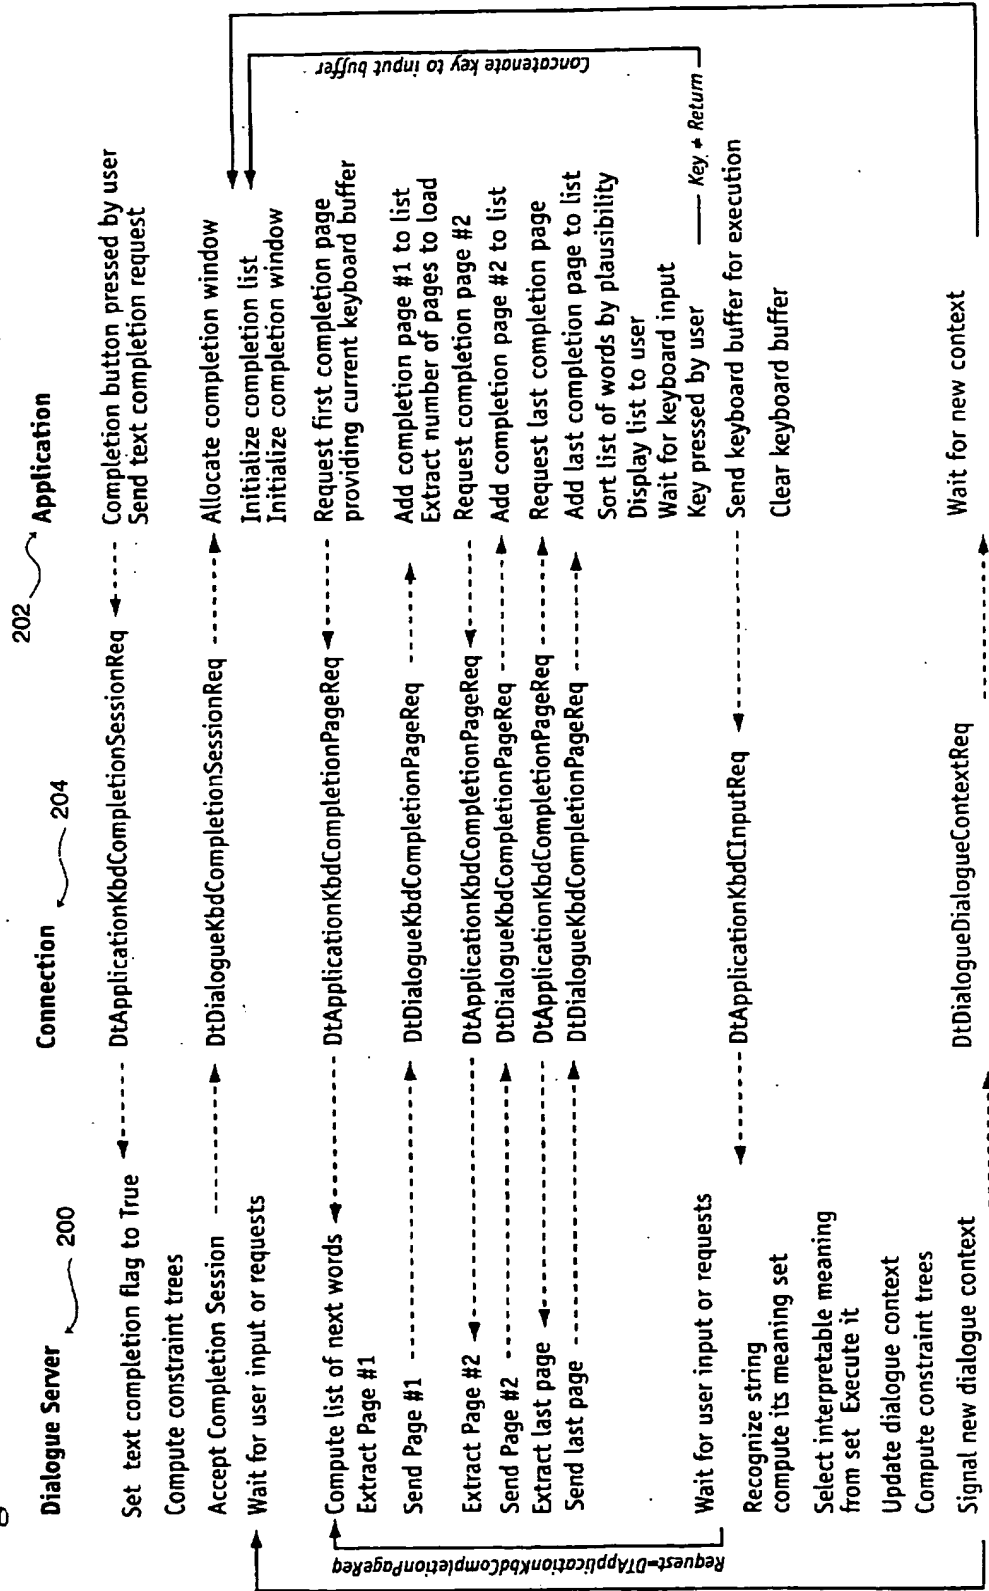 Dialogue Server
200
Set text completion flag to True
Compute constraint trees
Accept Completion Session
Wait for user input or requests
Compute list of next words
Extract Page #1
Send Page #1
Extract Page #2
Send Page #2
Extract last page
Send last page
Wait for user input or requests
Recognize string
compute its meaning set
Select interpretable meaning
from set Execute it
Update dialogue context
Compute constraint trees
Signal new dialogue context
Request=DTApplicationKbdCompletionPageReq
Connection
204
DtApplicationKbdCompletionSessionReq
DtDialogueKbdCompletionSessionReq
DtApplicationKbdCompletionPageReq
DtDialogueKbdCompletionPageReq
DtApplicationKbdCompletionPageReq
DtDialogueKbdCompletionPageReq
DtApplicationKbdCompletionPageReq
DtDialogueKbdCompletionPageReq
DtApplicationKbdCInputReq
DtDialogueDialogueContextReq
202
Application
Completion button pressed by user
Send text completion request
Allocate completion window
Initialize completion list
Initialize completion window
Request first completion page
providing current keyboard buffer
Add completion page #1 to list
Extract number of pages to load
Request completion page #2
Add completion page #2 to list
Request last completion page
Add last completion page to list
Sort list of words by plausibility
Display list to user
Wait for keyboard input
Key pressed by user
Key ≠ Return
Send keyboard buffer for execution
Clear keyboard buffer
Wait for new context
Concatenate key to input buffer